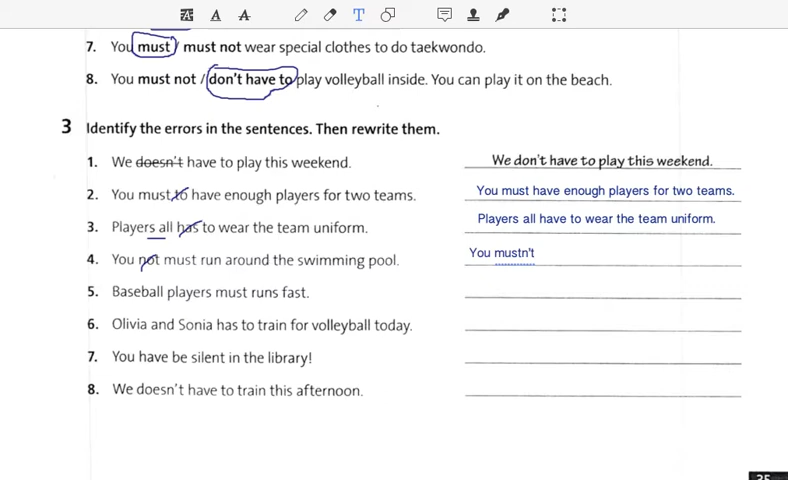 7. You must / must not wear special clothes to do taekwondo.
8. You must not / don't have to play volleyball inside. You can play it on the beach.
3 Identify the errors in the sentences. Then rewrite them.
1. We doesn't have to play this weekend. We don't have to play this weekend.
2. You must to have enough players for two teams. You must have enough players for two teams.
3. Players all has to wear the team uniform. Players all have to wear the team uniform.
4. You not must run around the swimming pool. You mustn't
5. Baseball players must runs fast.
6. Olivia and Sonia has to train for volleyball today.
7. You have be silent in the library!
8. We doesn't have to train this afternoon.